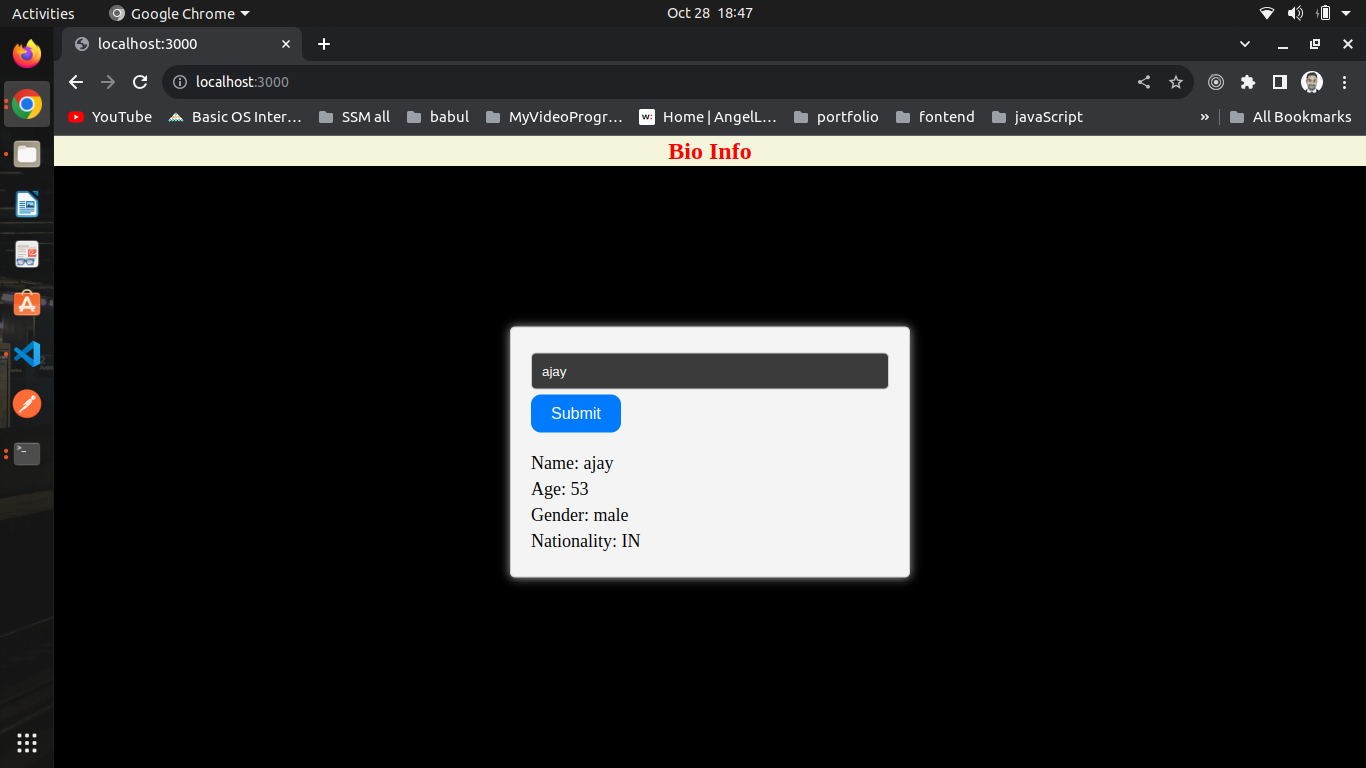 Activities Google Chrome Oct 28 18:47
localhost:3000
localhost:3000
YouTube Basic OS Inter... SSM all babul MyVideoProgr... w: Home | AngelL... portfolio fontend javaScript » All Bookmarks
Bio Info
ajay
Submit
Name: ajay
Age: 53
Gender: male
Nationality: IN